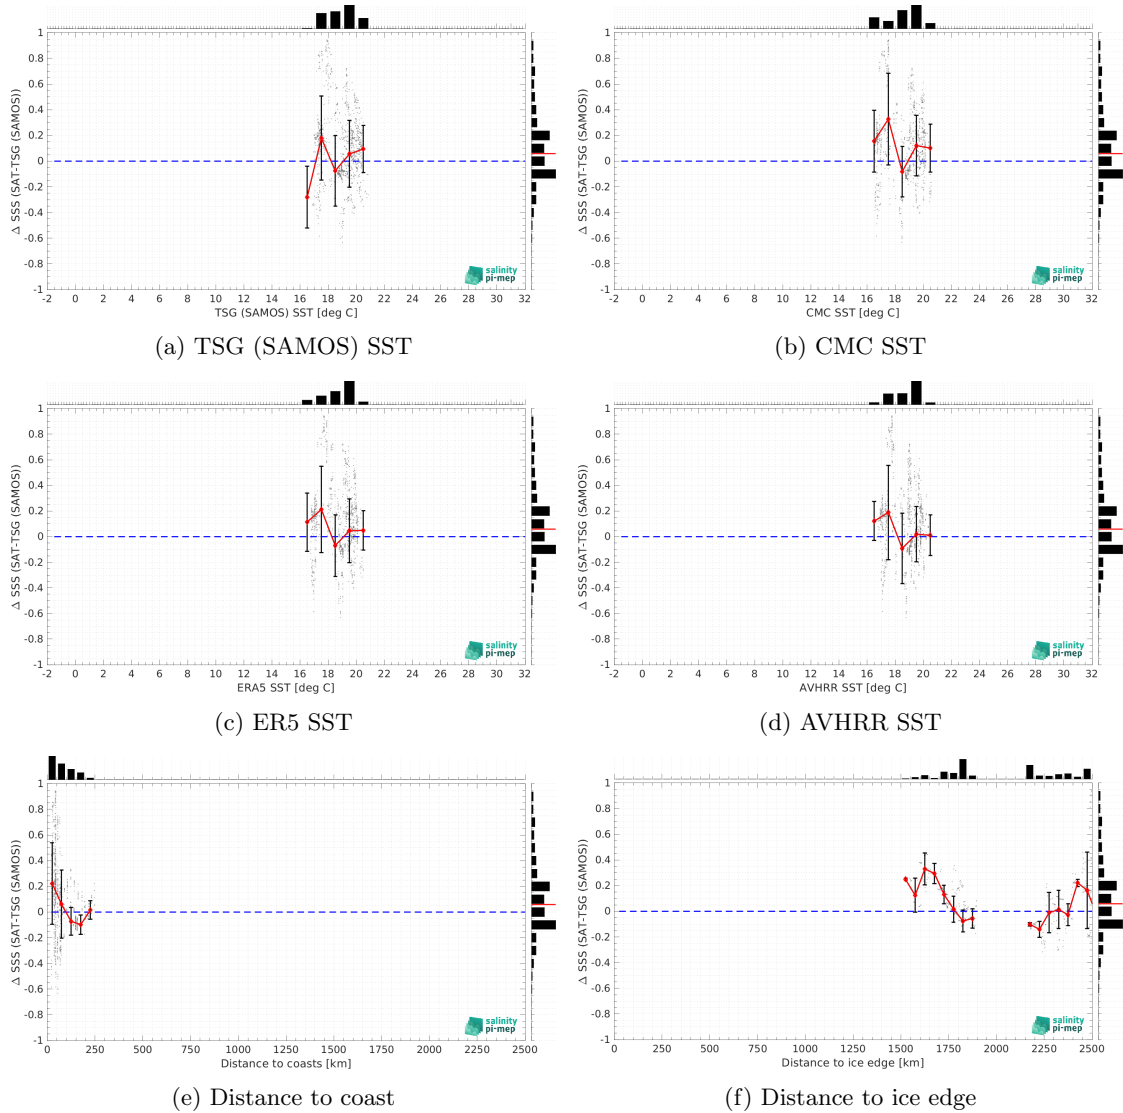 1
0.8
0.6
0.4
0.2
0
-0.2
-0.4
-0.6
-0.8
-1
Δ SSS (SAT-TSG (SAMOS))
salinity
pi-mep
-2 0 2 4 6 8 10 12 14 16 18 20 22 24 26 28 30 32
TSG (SAMOS) SST [deg C]
(a) TSG (SAMOS) SST
1
0.8
0.6
0.4
0.2
0
-0.2
-0.4
-0.6
-0.8
-1
Δ SSS (SAT-TSG (SAMOS))
salinity
pi-mep
-2 0 2 4 6 8 10 12 14 16 18 20 22 24 26 28 30 32
CMC SST [deg C]
(b) CMC SST
1
0.8
0.6
0.4
0.2
0
-0.2
-0.4
-0.6
-0.8
-1
Δ SSS (SAT-TSG (SAMOS))
salinity
pi-mep
-2 0 2 4 6 8 10 12 14 16 18 20 22 24 26 28 30 32
ERA5 SST [deg C]
(c) ER5 SST
1
0.8
0.6
0.4
0.2
0
-0.2
-0.4
-0.6
-0.8
-1
Δ SSS (SAT-TSG (SAMOS))
salinity
pi-mep
-2 0 2 4 6 8 10 12 14 16 18 20 22 24 26 28 30 32
AVHRR SST [deg C]
(d) AVHRR SST
1
0.8
0.6
0.4
0.2
0
-0.2
-0.4
-0.6
-0.8
-1
Δ SSS (SAT-TSG (SAMOS))
salinity
pi-mep
0 250 500 750 1000 1250 1500 1750 2000 2250 2500
Distance to coasts [km]
(e) Distance to coast
1
0.8
0.6
0.4
0.2
0
-0.2
-0.4
-0.6
-0.8
-1
Δ SSS (SAT-TSG (SAMOS))
salinity
pi-mep
0 250 500 750 1000 1250 1500 1750 2000 2250 2500
Distance to ice edge [km]
(f) Distance to ice edge